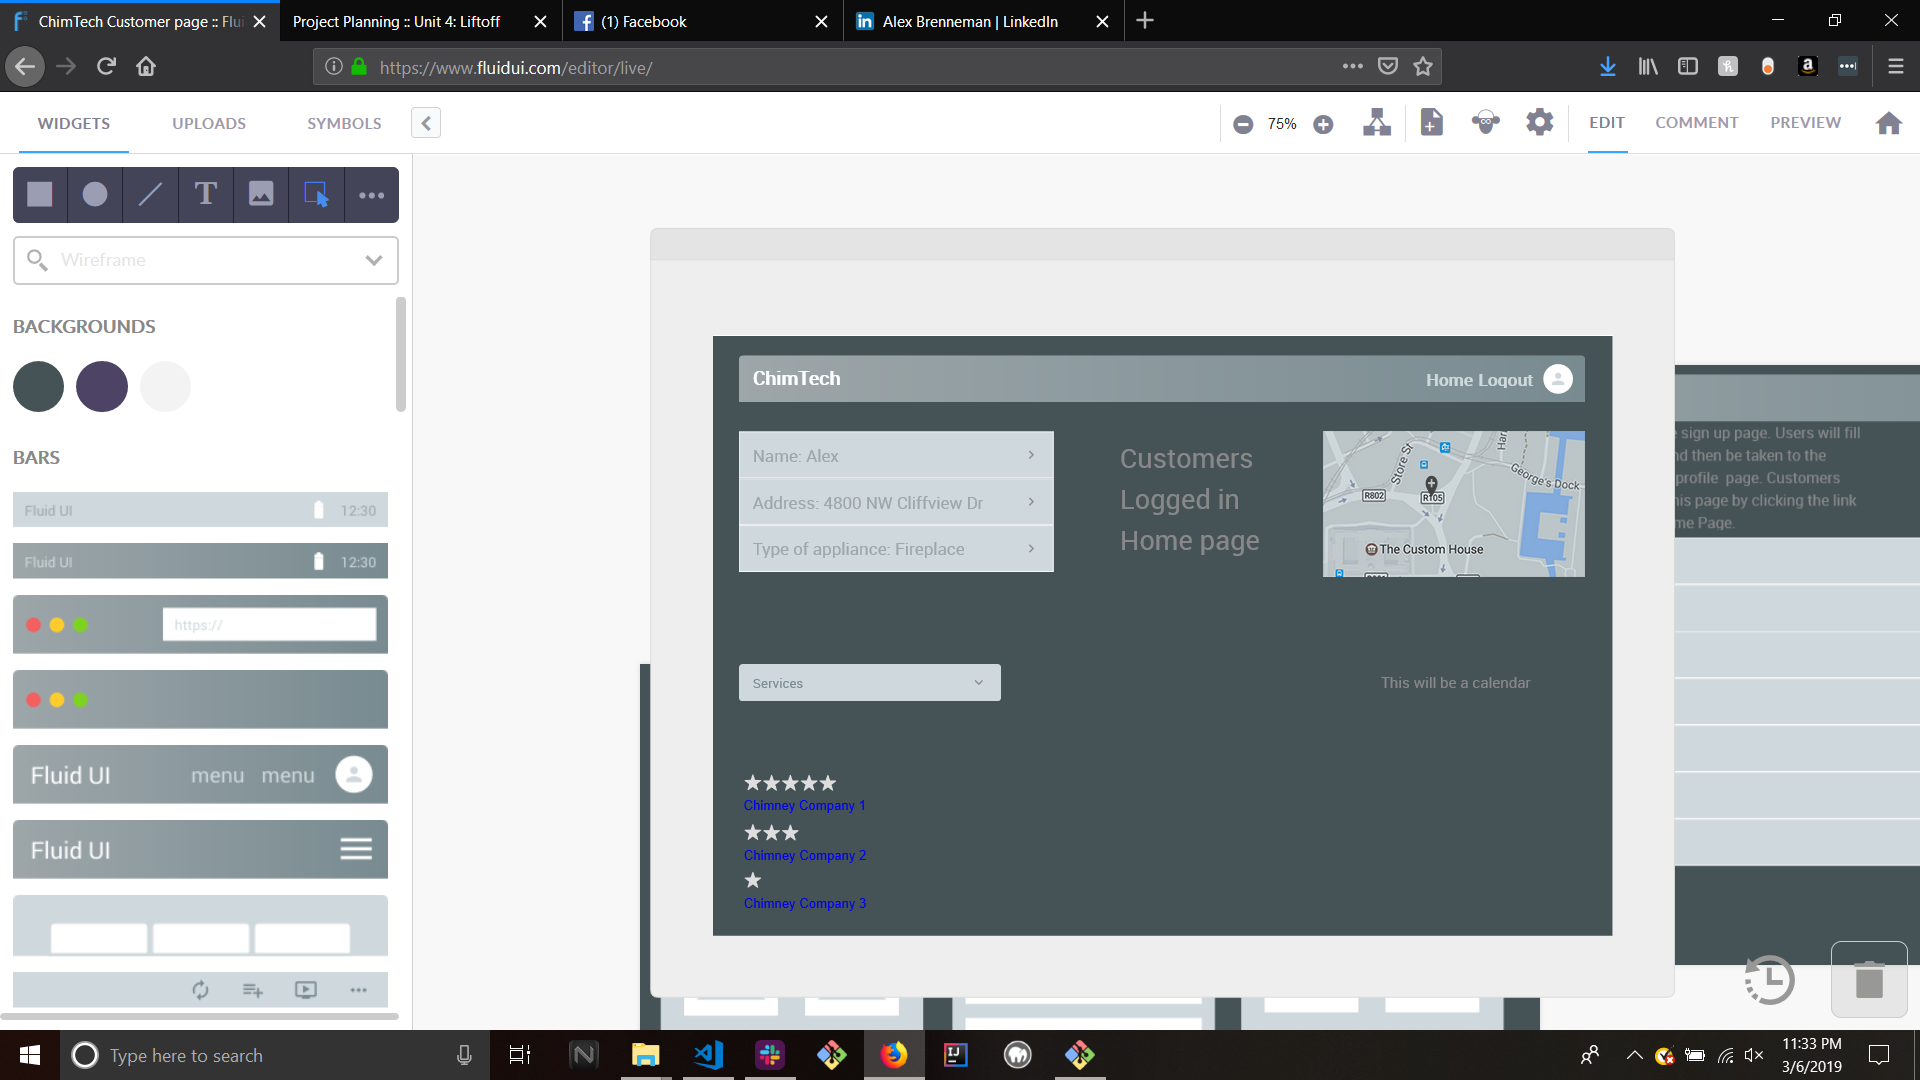 ChimTech Customer page :: Flui
Project Planning :: Unit 4: Liftoff
(1) Facebook
Alex Brenneman | LinkedIn
https://www.fluidui.com/editor/live/
WIDGETS
UPLOADS
SYMBOLS
75%
EDIT
COMMENT
PREVIEW
T
Wireframe
BACKGROUNDS
BARS
Fluid UI 12:30
Fluid UI 12:30
https://
Fluid UI menu menu
Fluid UI
ChimTech
Home Logout
Name: Alex
Address: 4800 NW Cliffview Dr
Type of appliance: Fireplace
Customers
Logged in
Home page
Store St
George's Dock
R802
R105
The Custom House
Services
This will be a calendar
Chimney Company 1
Chimney Company 2
Chimney Company 3
sign up page. Users will fill
nd then be taken to the
profile page. Customers
his page by clicking the link
me Page.
Type here to search
11:33 PM
3/6/2019